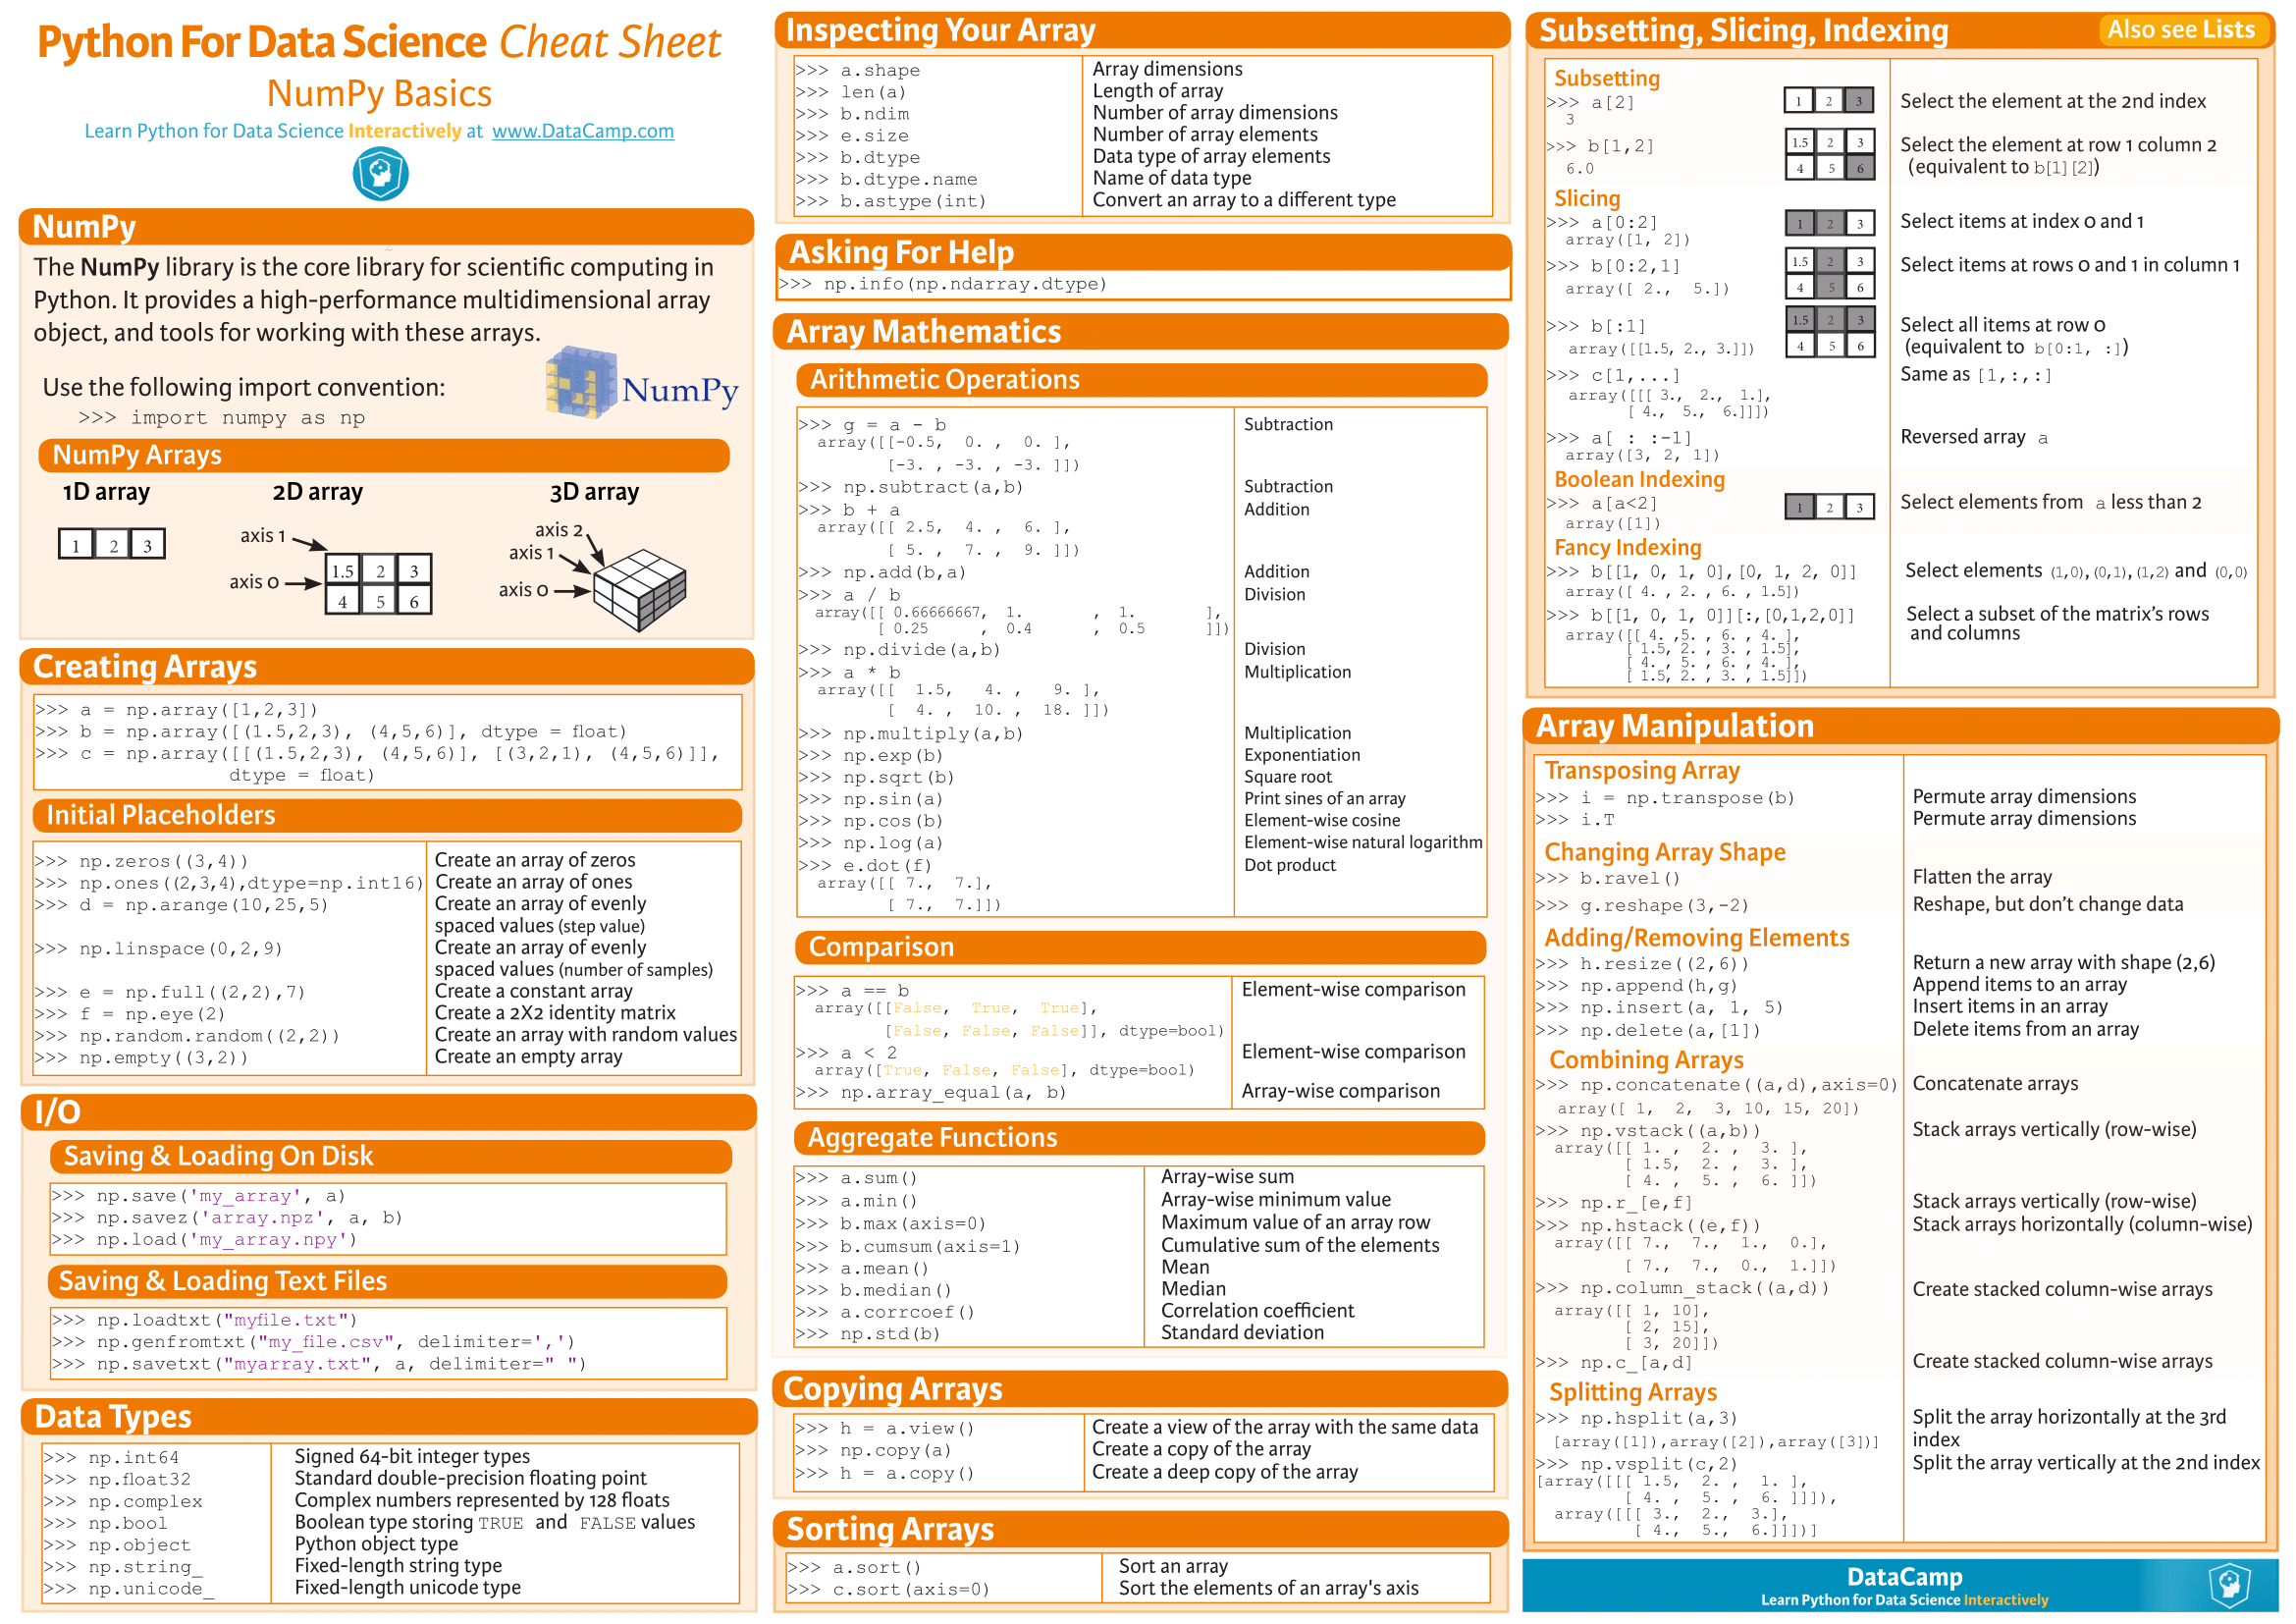 Python For Data Science Cheat Sheet
NumPy Basics
Learn Python for Data Science Interactively at www.DataCamp.com
NumPy
2
The NumPy library is the core library for scientific computing in
Python. It provides a high-performance multidimensional array
object, and tools for working with these arrays.
NumPy
Use the following import convention:
>>> import numpy as np
NumPy Arrays
1D array 2D array 3D array
1 2 3
axis 1
axis 0
1.5 2 3
4 5 6
axis 2
axis 1
axis 0
Creating Arrays
>>> a = np.array([1,2,3])
>>> b = np.array([(1.5,2,3), (4,5,6)], dtype = float)
>>> c = np.array([[(1.5,2,3), (4,5,6)], [(3,2,1), (4,5,6)]],
dtype = float)
Initial Placeholders
>>> np.zeros((3,4)) Create an array of zeros
>>> np.ones((2,3,4),dtype=np.int16) Create an array of ones
>>> d = np.arange(10,25,5) Create an array of evenly
spaced values (step value)
>>> np.linspace(0,2,9) Create an array of evenly
spaced values (number of samples)
>>> e = np.full((2,2),7) Create a constant array
>>> f = np.eye(2) Create a 2X2 identity matrix
>>> np.random.random((2,2)) Create an array with random values
>>> np.empty((3,2)) Create an empty array
I/O
Saving & Loading On Disk
>>> np.save('my_array', a)
>>> np.savez('array.npz', a, b)
>>> np.load('my_array.npy')
Saving & Loading Text Files
>>> np.loadtxt("myfile.txt")
>>> np.genfromtxt("my_file.csv", delimiter=',')
>>> np.savetxt("myarray.txt", a, delimiter=" ")
Data Types
>>> np.int64 Signed 64-bit integer types
>>> np.float32 Standard double-precision floating point
>>> np.complex Complex numbers represented by 128 floats
>>> np.bool Boolean type storing TRUE and FALSE values
>>> np.object Python object type
>>> np.string_ Fixed-length string type
>>> np.unicode_ Fixed-length unicode type
Inspecting Your Array
>>> a.shape Array dimensions
>>> len(a) Length of array
>>> b.ndim Number of array dimensions
>>> e.size Number of array elements
>>> b.dtype Data type of array elements
>>> b.dtype.name Name of data type
>>> b.astype(int) Convert an array to a different type
Asking For Help
>>> np.info(np.ndarray.dtype)
Array Mathematics
Arithmetic Operations
>>> g = a - b Subtraction
array([[-0.5, 0. , 0. ],
[-3. , -3. , -3. ]])
>>> np.subtract(a,b) Subtraction
>>> b + a Addition
array([[ 2.5, 4. , 6. ],
[ 5. , 7. , 9. ]])
>>> np.add(b,a) Addition
>>> a / b Division
array([[ 0.66666667, 1. , 1. ],
[ 0.25 , 0.4 , 0.5 ]])
>>> np.divide(a,b) Division
>>> a * b Multiplication
array([[ 1.5, 4. , 9. ],
[ 4. , 10. , 18. ]])
>>> np.multiply(a,b) Multiplication
>>> np.exp(b) Exponentiation
>>> np.sqrt(b) Square root
>>> np.sin(a) Print sines of an array
>>> np.cos(b) Element-wise cosine
>>> np.log(a) Element-wise natural logarithm
>>> e.dot(f) Dot product
array([[ 7., 7.],
[ 7., 7.]])
Comparison
>>> a == b Element-wise comparison
array([[False, True, True],
[False, False, False]], dtype=bool)
>>> a < 2 Element-wise comparison
array([True, False, False], dtype=bool)
>>> np.array_equal(a, b) Array-wise comparison
Aggregate Functions
>>> a.sum() Array-wise sum
>>> a.min() Array-wise minimum value
>>> b.max(axis=0) Maximum value of an array row
>>> b.cumsum(axis=1) Cumulative sum of the elements
>>> a.mean() Mean
>>> b.median() Median
>>> a.corrcoef() Correlation coefficient
>>> np.std(b) Standard deviation
Copying Arrays
>>> h = a.view() Create a view of the array with the same data
>>> np.copy(a) Create a copy of the array
>>> h = a.copy() Create a deep copy of the array
Sorting Arrays
>>> a.sort() Sort an array
>>> c.sort(axis=0) Sort the elements of an array's axis
Subsetting, Slicing, Indexing Also see Lists
Subsetting
>>> a[2] 1 2 3 Select the element at the 2nd index
3
>>> b[1,2] 1.5 2 3 Select the element at row 1 column 2
6.0 4 5 6 (equivalent to b[1][2])
Slicing
>>> a[0:2] 1 2 3 Select items at index 0 and 1
array([1, 2])
>>> b[0:2,1] 1.5 2 3 Select items at rows 0 and 1 in column 1
array([ 2., 5.]) 4 5 6
>>> b[:1] 1.5 2 3 Select all items at row 0
array([[1.5, 2., 3.]]) 4 5 6 (equivalent to b[0:1, :])
>>> c[1,...] Same as [1,:,:]
array([[[ 3., 2., 1.],
[ 4., 5., 6.]]])
>>> a[ : :-1] Reversed array a
array([3, 2, 1])
Boolean Indexing
>>> a[a<2] 1 2 3 Select elements from a less than 2
array([1])
Fancy Indexing
>>> b[[1, 0, 1, 0],[0, 1, 2, 0]] Select elements (1,0),(0,1),(1,2) and (0,0)
array([ 4. , 2. , 6. , 1.5])
>>> b[[1, 0, 1, 0]][:,[0,1,2,0]] Select a subset of the matrix's rows
and columns
array([[ 4. ,5. , 6. , 4. ],
[ 1.5, 2. , 3. , 1.5],
[ 4. , 5. , 6. , 4. ],
[ 1.5, 2. , 3. , 1.5]])
Array Manipulation
Transposing Array
>>> i = np.transpose(b) Permute array dimensions
>>> i.T Permute array dimensions
Changing Array Shape
>>> b.ravel() Flatten the array
>>> g.reshape(3,-2) Reshape, but don't change data
Adding/Removing Elements
>>> h.resize((2,6)) Return a new array with shape (2,6)
>>> np.append(h,g) Append items to an array
>>> np.insert(a, 1, 5) Insert items in an array
>>> np.delete(a,[1]) Delete items from an array
Combining Arrays
>>> np.concatenate((a,d),axis=0) Concatenate arrays
array([ 1, 2, 3, 10, 15, 20])
>>> np.vstack((a,b)) Stack arrays vertically (row-wise)
array([[ 1. , 2. , 3. ],
[ 1.5, 2. , 3. ],
[ 4. , 5. , 6. ]])
>>> np.r_[e,f] Stack arrays vertically (row-wise)
>>> np.hstack((e,f)) Stack arrays horizontally (column-wise)
array([[ 7., 7., 1., 0.],
[ 7., 7., 0., 1.]])
>>> np.column_stack((a,d)) Create stacked column-wise arrays
array([[ 1, 10],
[ 2, 15],
[ 3, 20]])
>>> np.c_[a,d] Create stacked column-wise arrays
Splitting Arrays
>>> np.hsplit(a,3) Split the array horizontally at the 3rd
index
[array([1]),array([2]),array([3])]
>>> np.vsplit(c,2) Split the array vertically at the 2nd index
[array([[[ 1.5, 2. , 1. ],
[ 4. , 5. , 6. ]]]),
array([[[ 3., 2., 3.],
[ 4., 5., 6.]]])]
DataCamp
Learn Python for Data Science Interactively